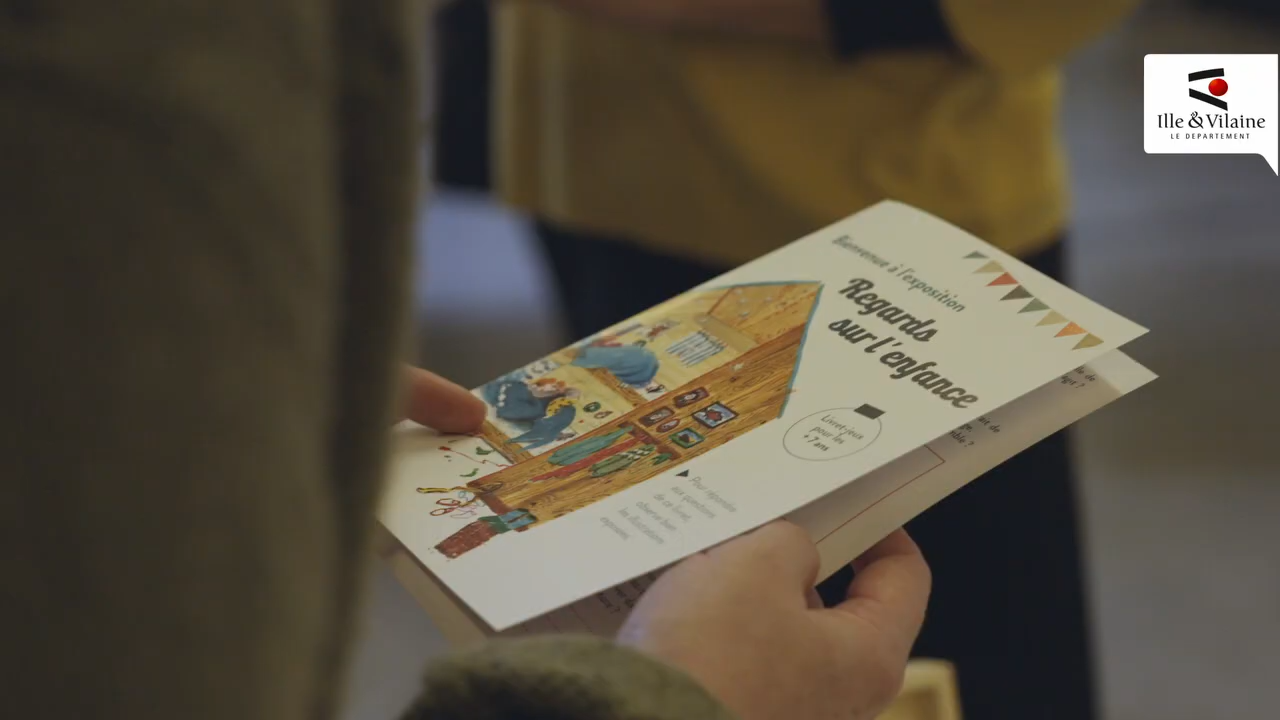 Ille & Vilaine
LE DEPARTEMENT
Bienvenue à l'exposition
Regards
sur l'enfance
Livret-jeux
pour les
+ 7 ans
Pour répondre
aux questions
de ce livret,
observe bien
les illustrations
exposées.